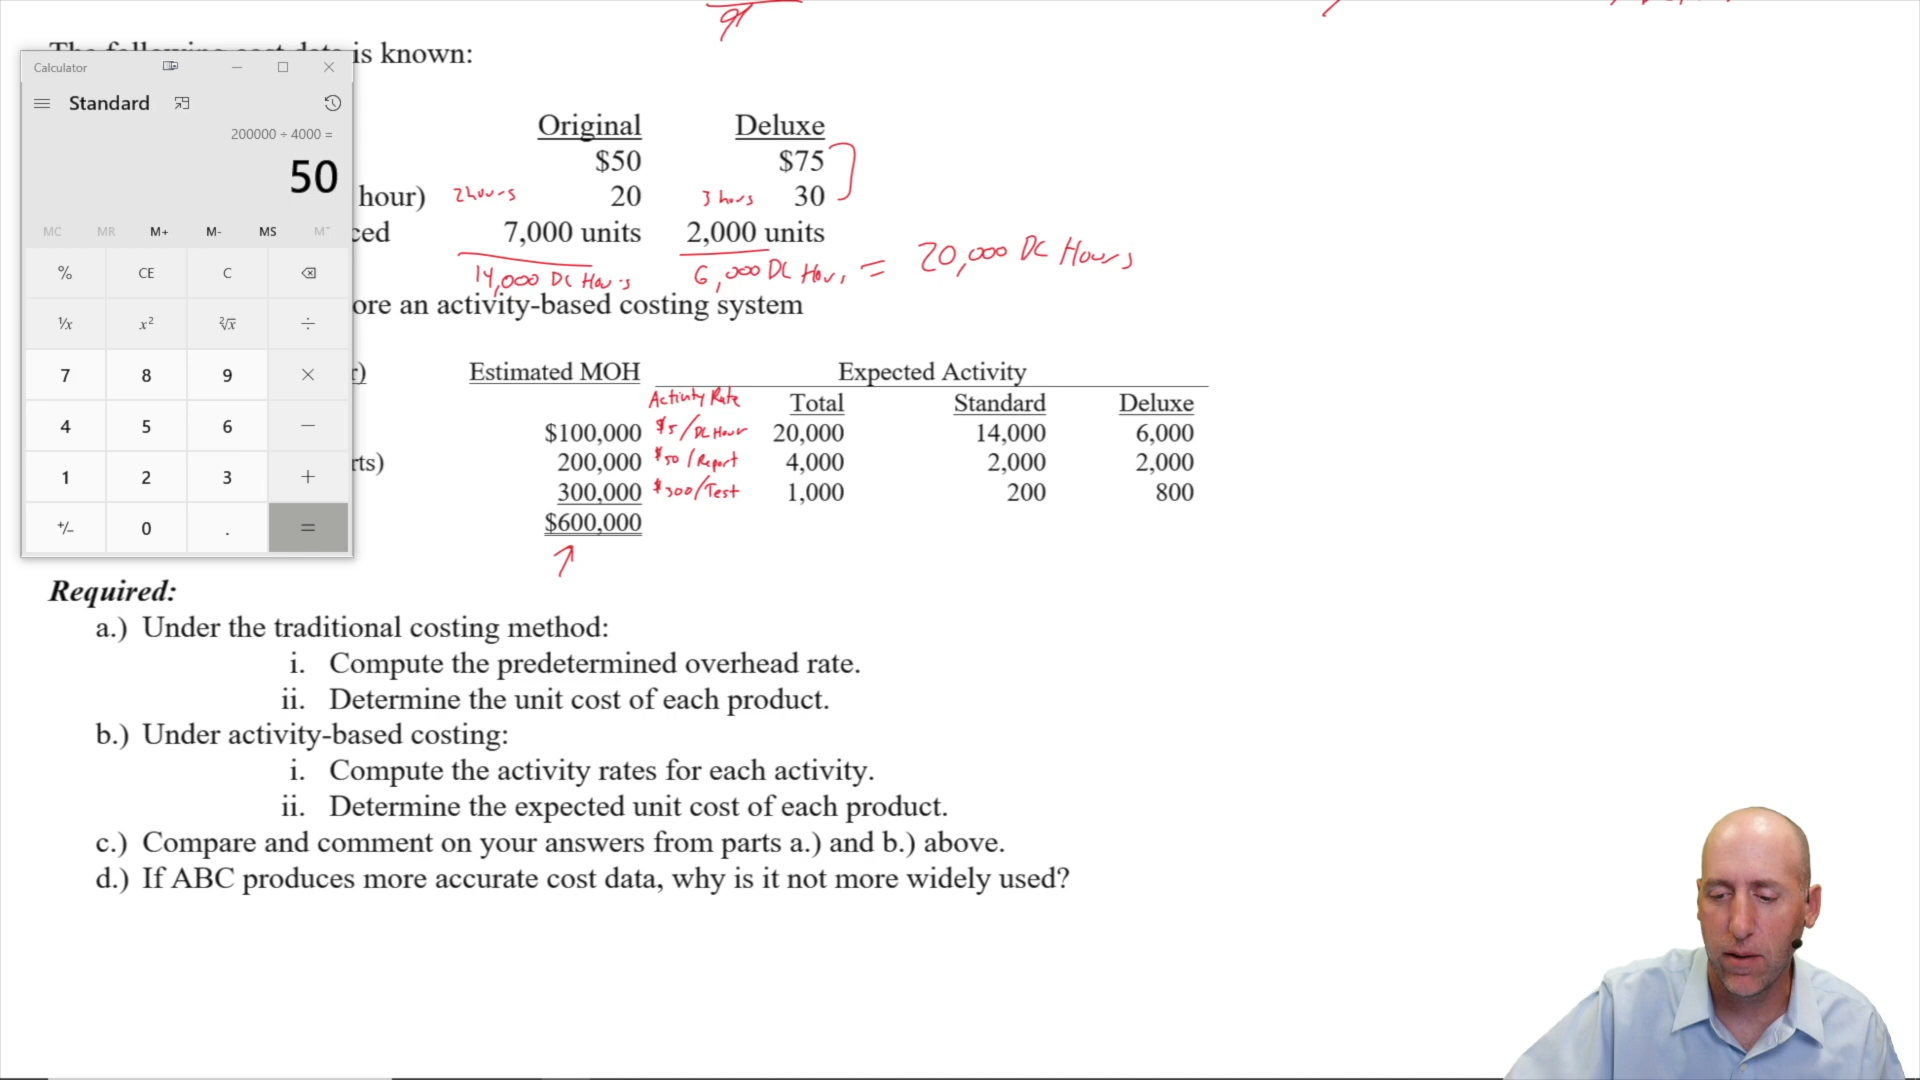 The following cost data is known:
Calculator
Standard
200000 ÷ 4000 =
50
MC MR M+ M- MS M˅
% CE C
¹/x x² ²√x ÷
7 8 9 ×
4 5 6 −
1 2 3 +
+/− 0 . =
Original Deluxe
$50 $75
hour) 2 hours 20 3 hours 30
ced 7,000 units 2,000 units
14,000 DL Hours 6,000 DL Hours = 20,000 DL Hours
ore an activity-based costing system
r) Estimated MOH Expected Activity
Activity Rate Total Standard Deluxe
$100,000 $5/DL Hour 20,000 14,000 6,000
rts) 200,000 $50/Report 4,000 2,000 2,000
300,000 $300/Test 1,000 200 800
$600,000
Required:
a.) Under the traditional costing method:
i. Compute the predetermined overhead rate.
ii. Determine the unit cost of each product.
b.) Under activity-based costing:
i. Compute the activity rates for each activity.
ii. Determine the expected unit cost of each product.
c.) Compare and comment on your answers from parts a.) and b.) above.
d.) If ABC produces more accurate cost data, why is it not more widely used?